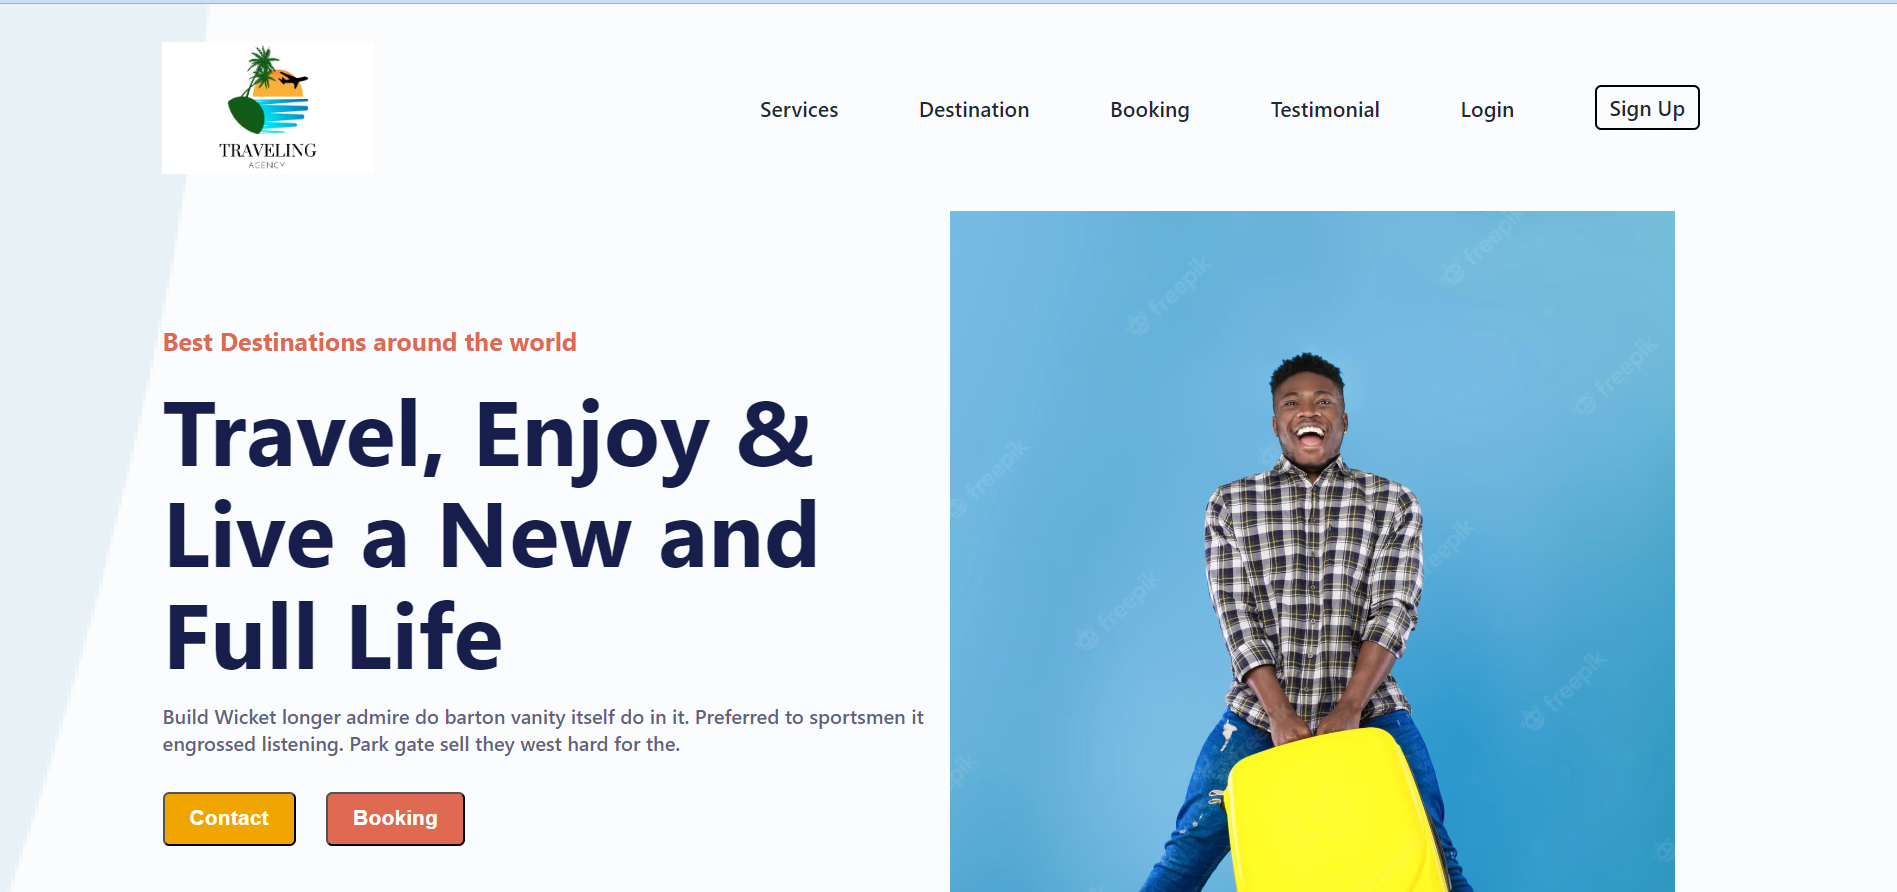 TRAVELING
AGENCY
Services Destination Booking Testimonial Login Sign Up
Best Destinations around the world
Travel, Enjoy &
Live a New and
Full Life
Build Wicket longer admire do barton vanity itself do in it. Preferred to sportsmen it
engrossed listening. Park gate sell they west hard for the.
Contact Booking
freepik
freepik
freepik
freepik
freepik
freepik
freepik